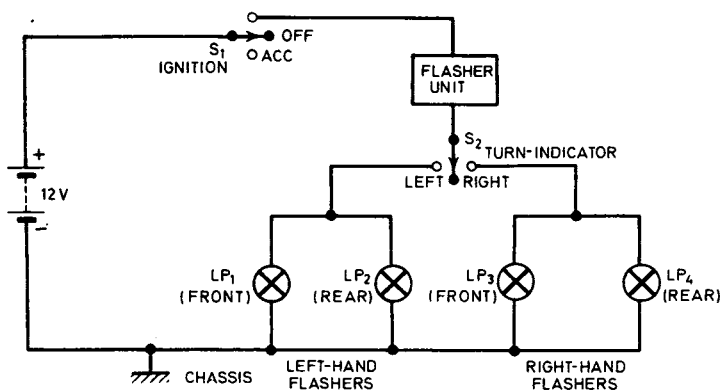 S1
OFF
IGNITION
ACC
FLASHER
UNIT
S2
TURN-INDICATOR
LEFT
RIGHT
+
12V
-
LP1
(FRONT)
LP2
(REAR)
LP3
(FRONT)
LP4
(REAR)
CHASSIS
LEFT-HAND
FLASHERS
RIGHT-HAND
FLASHERS